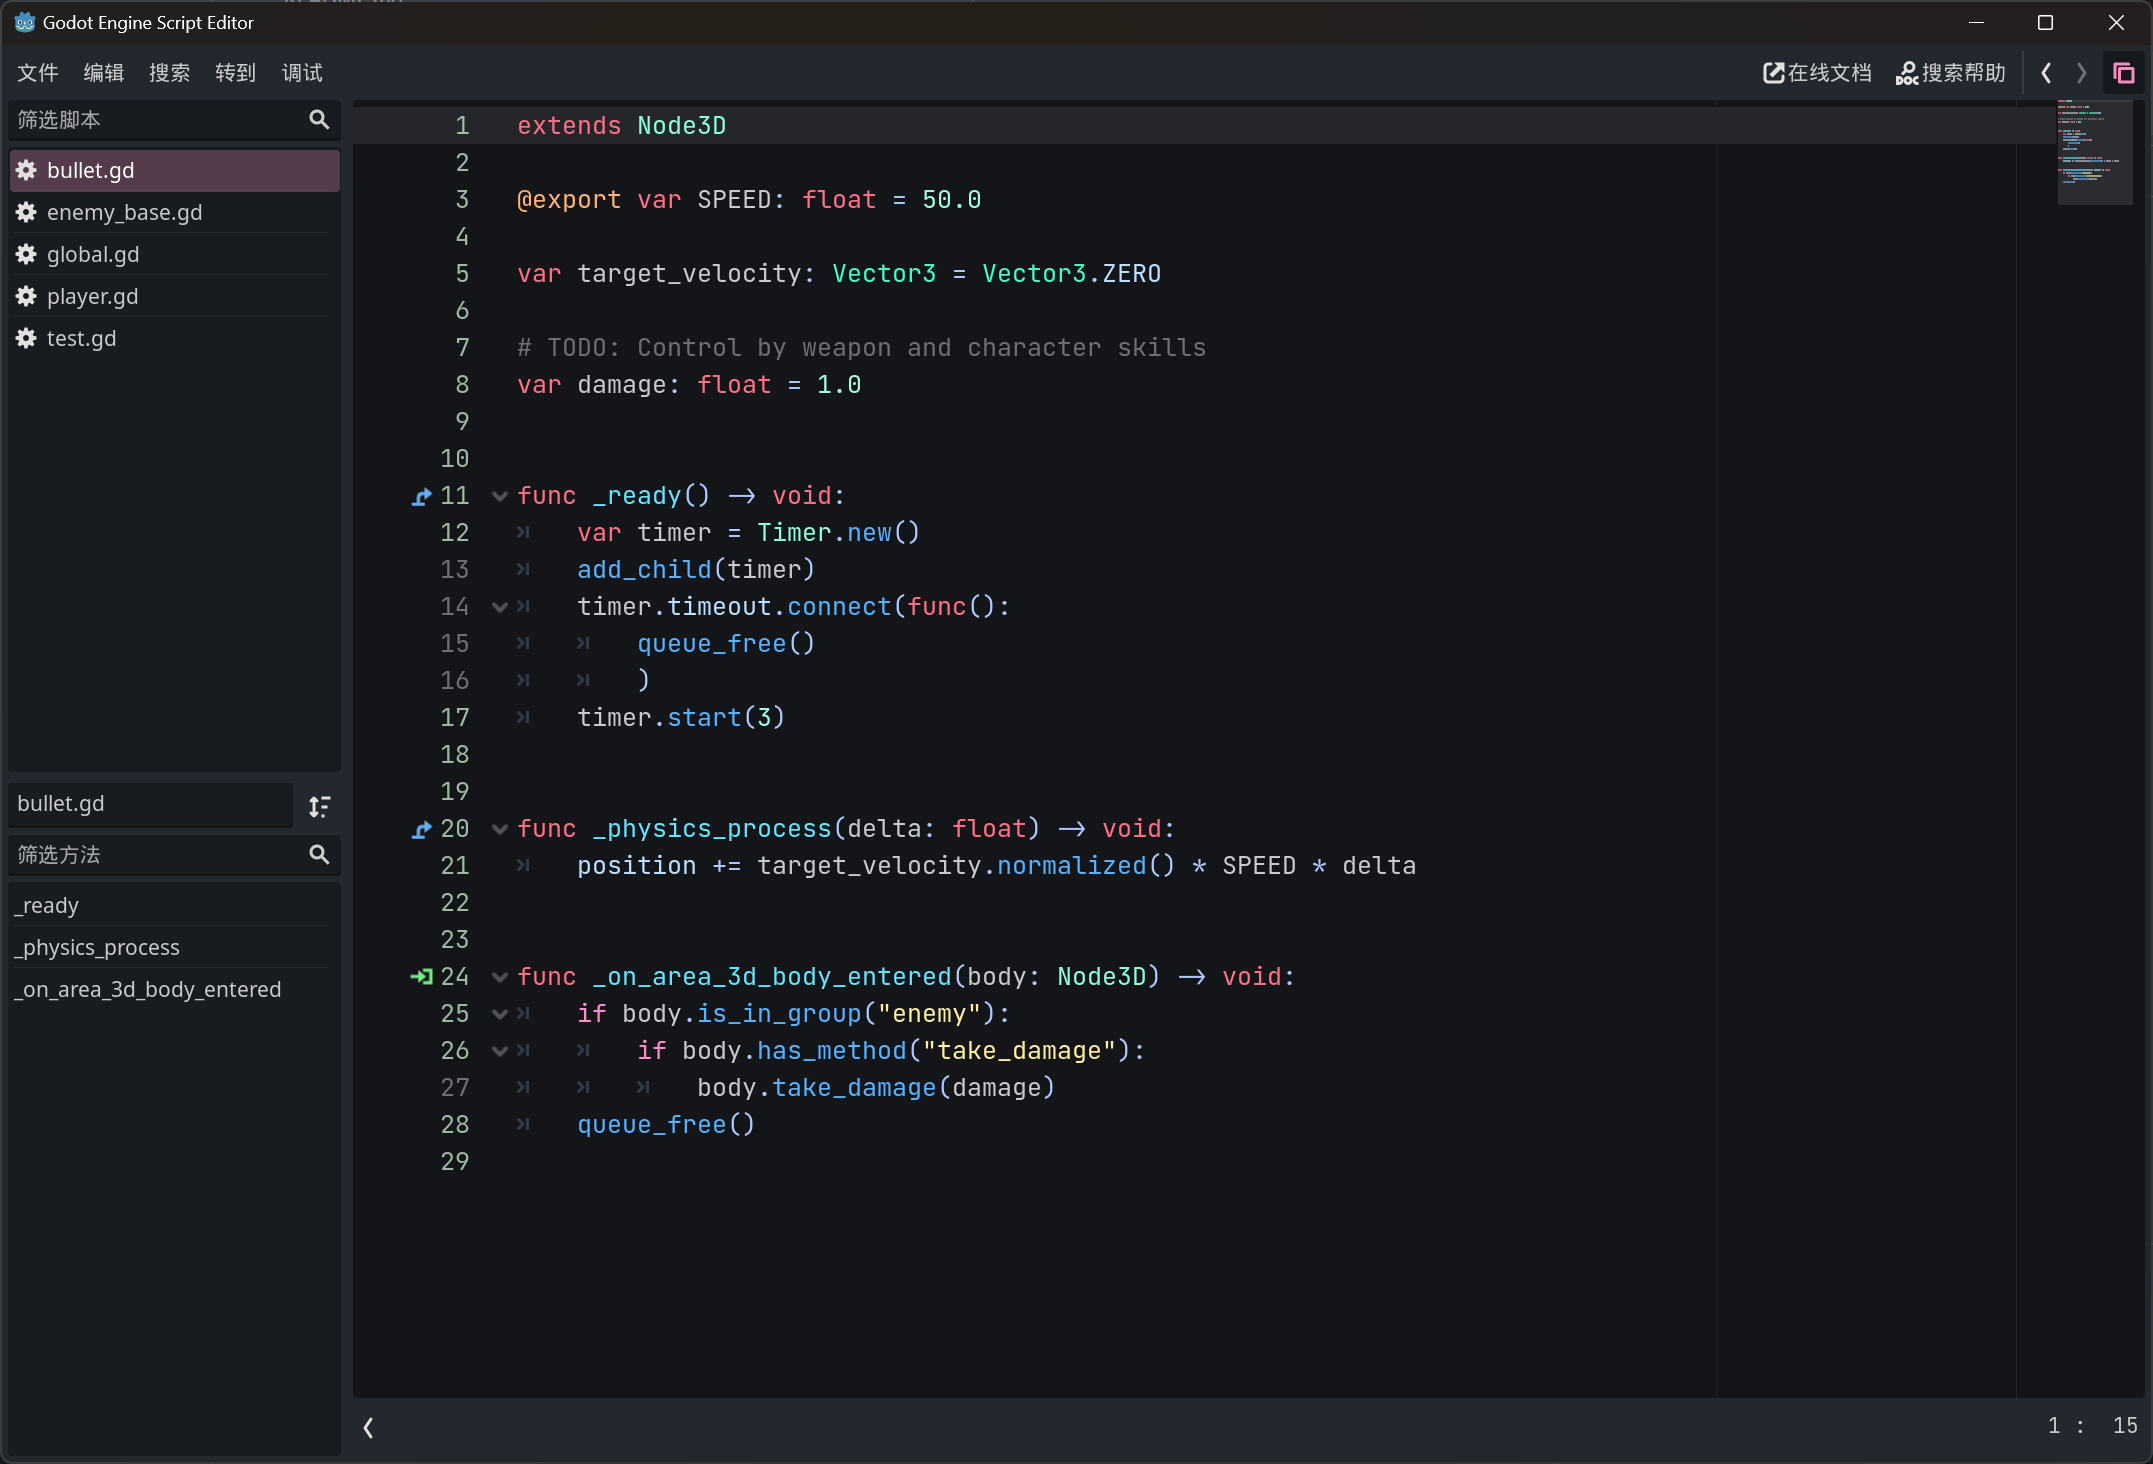 Godot Engine Script Editor
文件 编辑 搜索 转到 调试 在线文档 DOC 搜索帮助
筛选脚本
bullet.gd
enemy_base.gd
global.gd
player.gd
test.gd
bullet.gd
筛选方法
_ready
_physics_process
_on_area_3d_body_entered
1 extends Node3D
2
3 @export var SPEED: float = 50.0
4
5 var target_velocity: Vector3 = Vector3.ZERO
6
7 # TODO: Control by weapon and character skills
8 var damage: float = 1.0
9
10
11 func _ready() -> void:
12 var timer = Timer.new()
13 add_child(timer)
14 timer.timeout.connect(func():
15 queue_free()
16 )
17 timer.start(3)
18
19
20 func _physics_process(delta: float) -> void:
21 position += target_velocity.normalized() * SPEED * delta
22
23
24 func _on_area_3d_body_entered(body: Node3D) -> void:
25 if body.is_in_group("enemy"):
26 if body.has_method("take_damage"):
27 body.take_damage(damage)
28 queue_free()
29
1 : 15